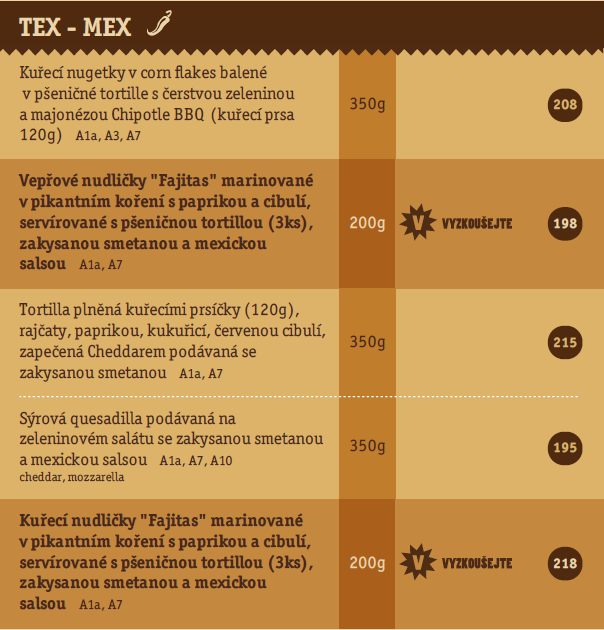 TEX - MEX
Kuřecí nugetky v corn flakes balené
v pšeničné tortille s čerstvou zeleninou
a majonézou Chipotle BBQ (kuřecí prsa
120g) A1a, A3, A7
350g
208
Vepřové nudličky "Fajitas" marinované
v pikantním koření s paprikou a cibulí,
servírované s pšeničnou tortillou (3ks),
zakysanou smetanou a mexickou
salsou A1a, A7
200g
V VYZKOUŠEJTE
198
Tortilla plněná kuřecími prsíčky (120g),
rajčaty, paprikou, kukuřicí, červenou cibulí,
zapečená Cheddarem podávaná se
zakysanou smetanou A1a, A7
350g
215
Sýrová quesadilla podávaná na
zeleninovém salátu se zakysanou smetanou
a mexickou salsou A1a, A7, A10
cheddar, mozzarella
350g
195
Kuřecí nudličky "Fajitas" marinované
v pikantním koření s paprikou a cibulí,
servírované s pšeničnou tortillou (3ks),
zakysanou smetanou a mexickou
salsou A1a, A7
200g
V VYZKOUŠEJTE
218